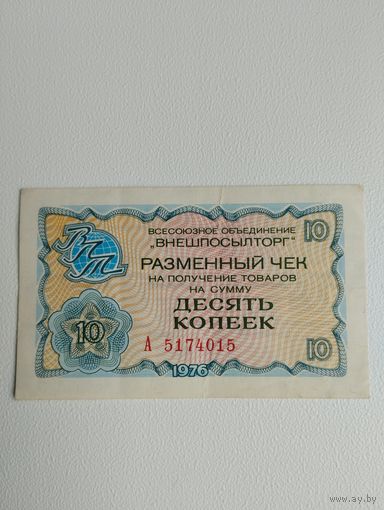 ВПТ
ВСЕСОЮЗНОЕ ОБЪЕДИНЕНИЕ
„ВНЕШПОСЫЛТОРГ"
10
РАЗМЕННЫЙ ЧЕК
НА ПОЛУЧЕНИЕ ТОВАРОВ
НА СУММУ
ДЕСЯТЬ
КОПЕЕК
10
А 5174015
10
1976
www.ay.by